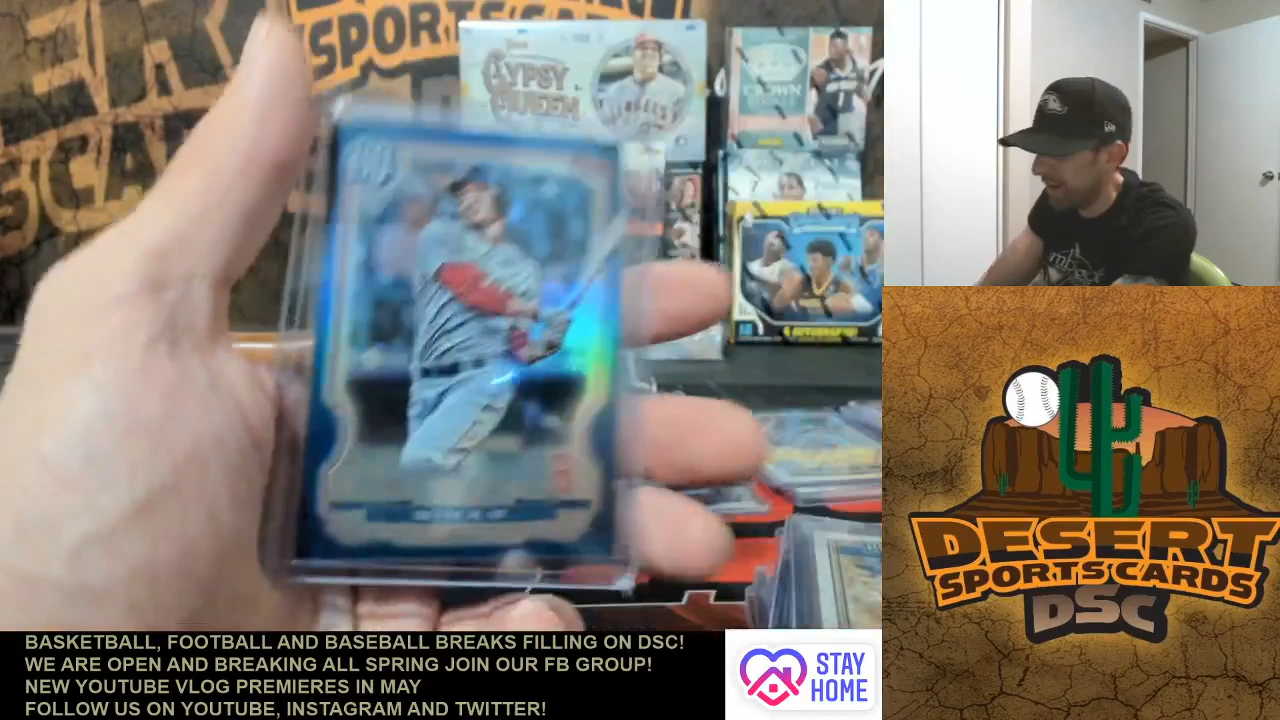 SPORTS
GYPSY
QUEEN
ANGELS
CROWN
DESERT
SPORTS CARDS
DSC
BASKETBALL, FOOTBALL AND BASEBALL BREAKS FILLING ON DSC!
WE ARE OPEN AND BREAKING ALL SPRING JOIN OUR FB GROUP!
NEW YOUTUBE VLOG PREMIERES IN MAY
FOLLOW US ON YOUTUBE, INSTAGRAM AND TWITTER!
STAY
HOME